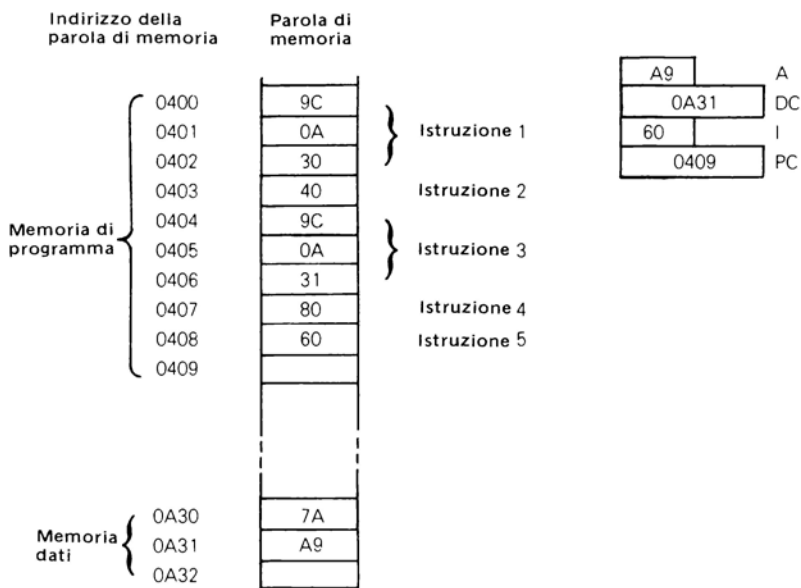 Indirizzo della parola di memoria
Parola di memoria
0400 9C
0401 0A
0402 30
Istruzione 1
0403 40 Istruzione 2
0404 9C
0405 0A
0406 31
Istruzione 3
0407 80 Istruzione 4
0408 60 Istruzione 5
0409
Memoria di programma
0A30 7A
0A31 A9
0A32
Memoria dati
A9 A
0A31 DC
60 I
0409 PC